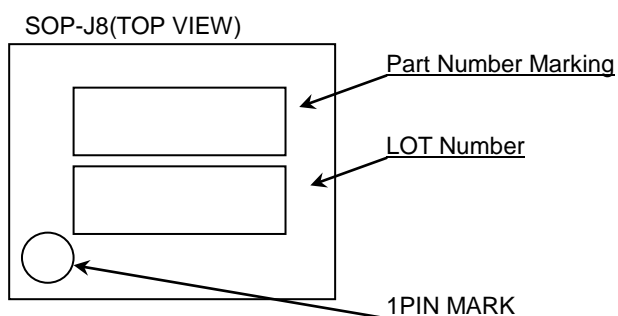 SOP-J8(TOP VIEW)
Part Number Marking
LOT Number
1PIN MARK